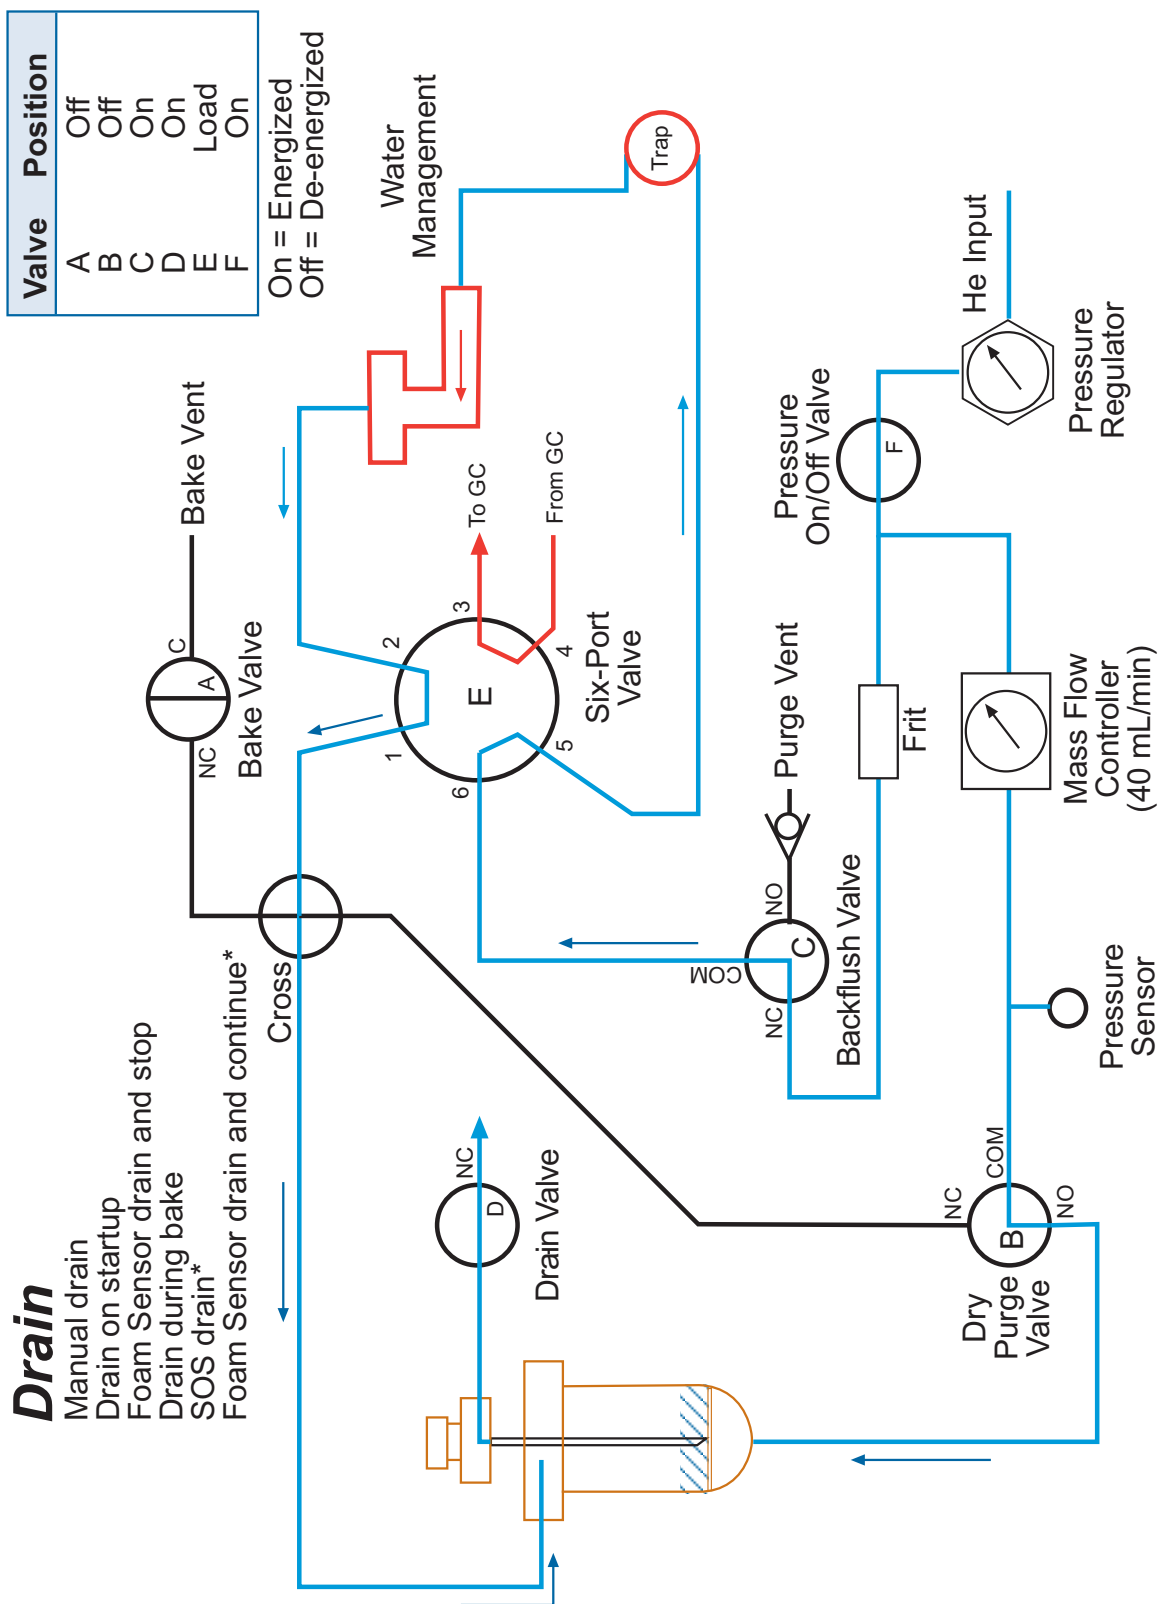 Drain
Manual drain
Drain on startup
Foam Sensor drain and stop
Drain during bake
SOS drain*
Foam Sensor drain and continue*
Valve Position
A Off
B Off
C On
D On
E Load
F On
On = Energized
Off = De-energized
Bake Vent
C
A
NC
Bake Valve
Cross
Water
Management
Trap
To GC
From GC
1
2
3
4
5
6
E
Six-Port
Valve
NC
D
Drain Valve
Purge Vent
NO
COM
C
NC
Backflush Valve
Pressure
On/Off Valve
F
He Input
Pressure
Regulator
Frit
Mass Flow
Controller
(40 mL/min)
Pressure
Sensor
NC
COM
B
NO
Dry
Purge
Valve